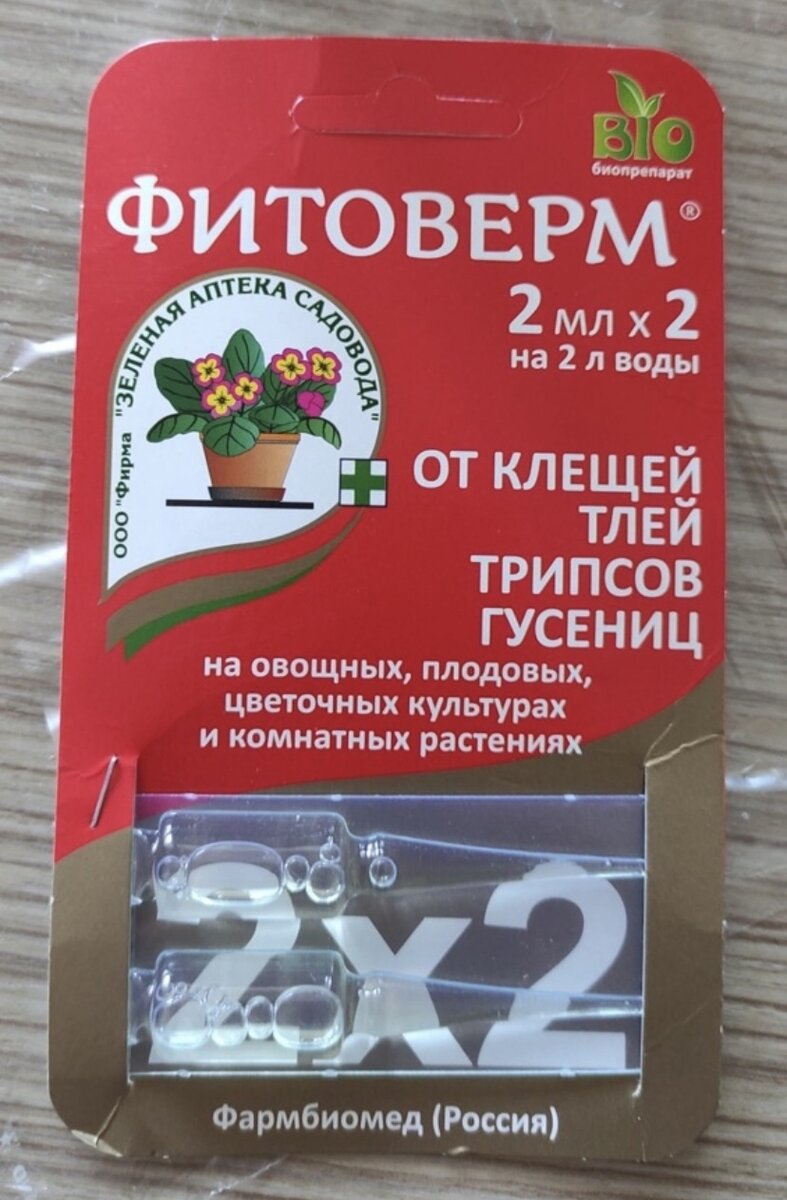 BIO
биопрепарат
ФИТОВЕРМ®
"ЗЕЛЕНАЯ АПТЕКА САДОВОДА"
ООО "Фирма
2 мл х 2
на 2 л воды
ОТ КЛЕЩЕЙ
ТЛЕЙ
ТРИПСОВ
ГУСЕНИЦ
на овощных, плодовых,
цветочных культурах
и комнатных растениях
2х2
Фармбиомед (Россия)